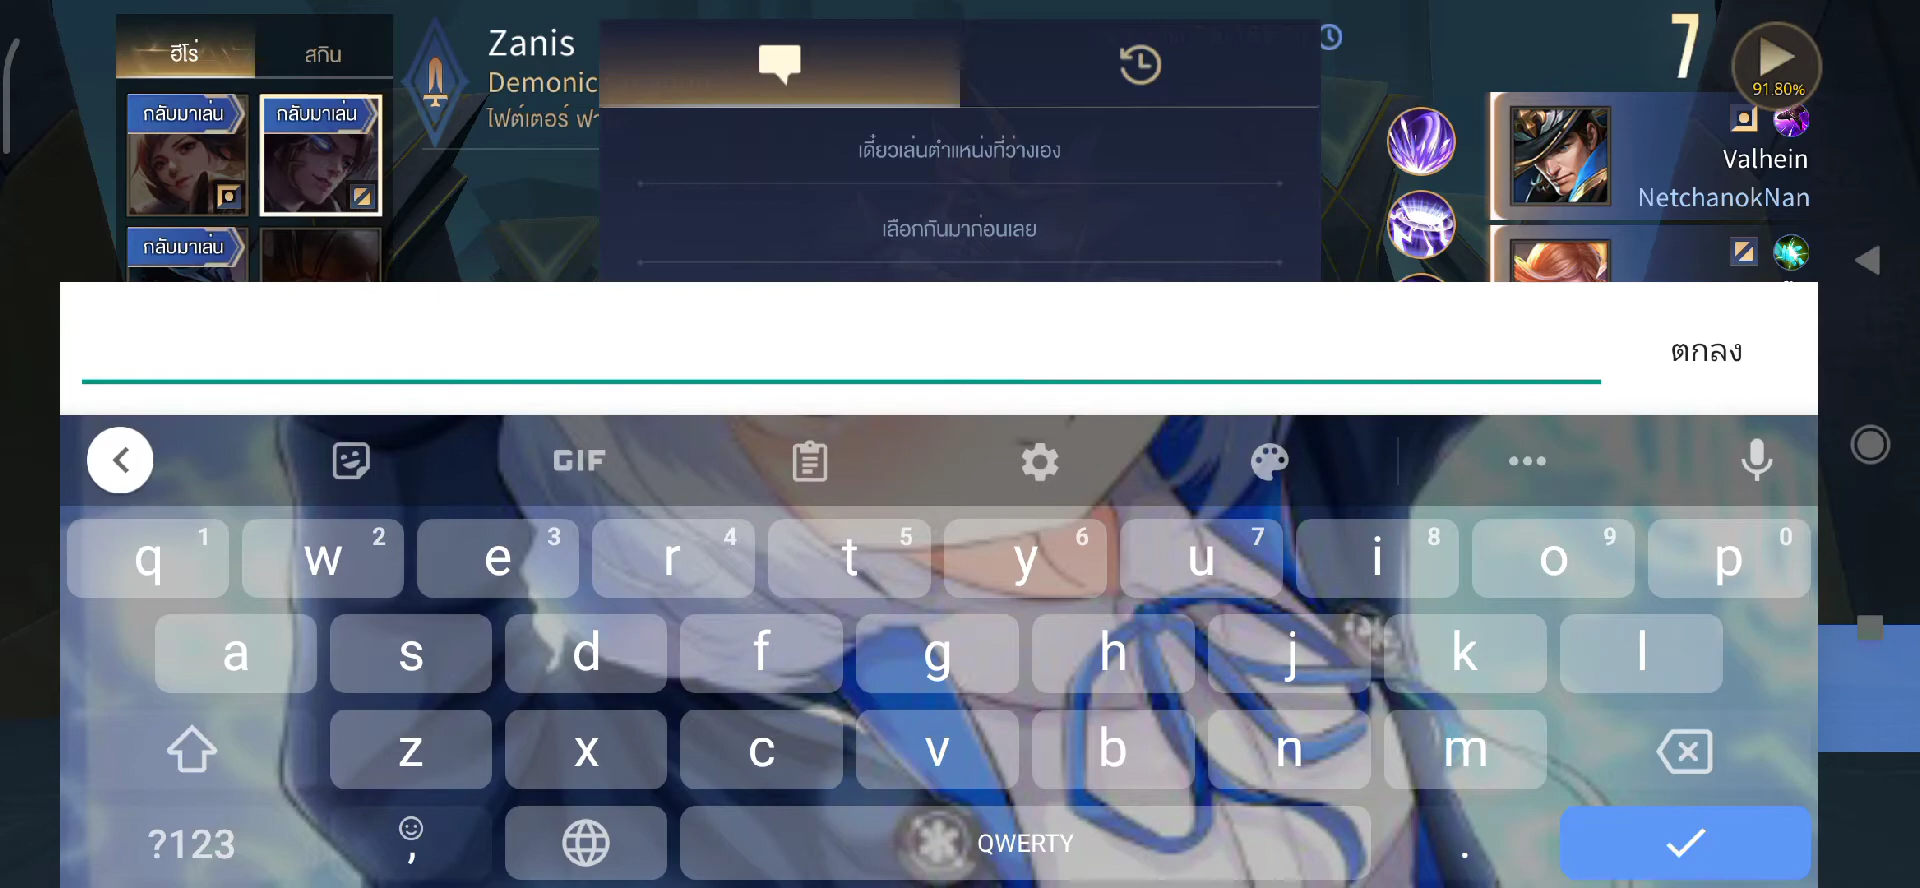 ฮีโร่
สกิน
Zanis
Demonic
ไฟต์เตอร์
7
91.80%
กลับมาเล่น
กลับมาเล่น
กลับมาเล่น
เดี๋ยวเล่นตำแหน่งที่ว่างเอง
เลือกกันมาก่อนเลย
Valhein
NetchanokNan
ตกลง
GIF
q 1 w 2 e 3 r 4 t 5 y 6 u 7 i 8 o 9 p 0
a s d f g h j k l
z x c v b n m
?123 , QWERTY .